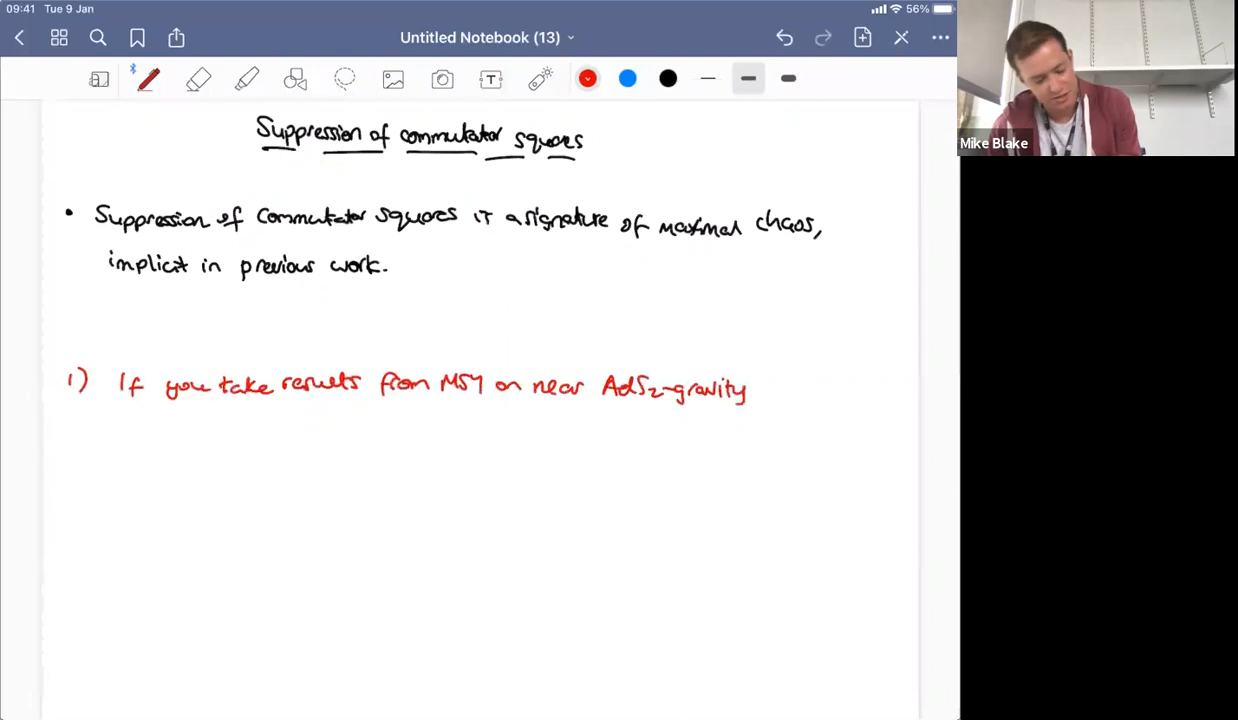 09:41 Tue 9 Jan
56%
Untitled Notebook (13)
T
Mike Blake
Suppression of commutator squares
• Suppression of commutator squares is a signature of maximal chaos,
implicit in previous work.
1) If you take results from MSY on near AdS2-gravity